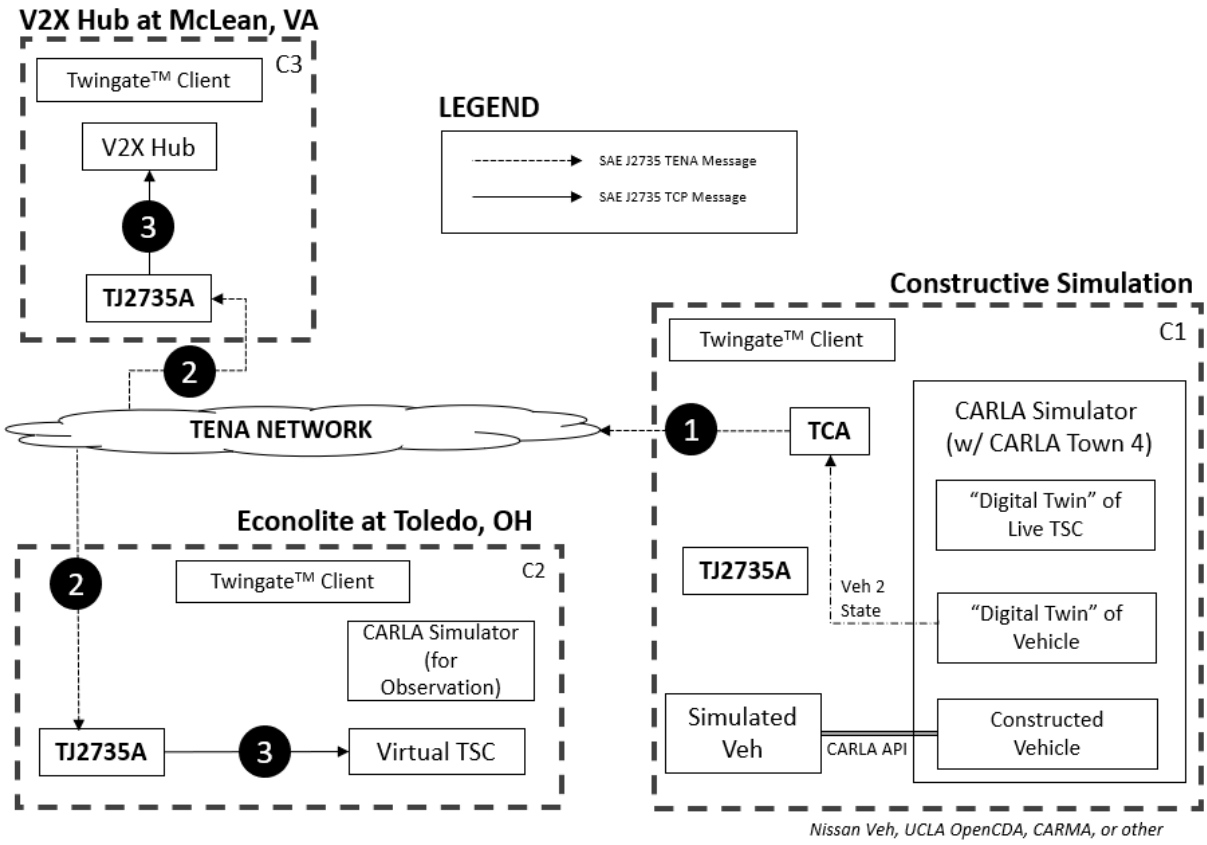 V2X Hub at McLean, VA
C3
Twingate™ Client
V2X Hub
3
TJ2735A
2
LEGEND
SAE J2735 TENA Message
SAE J2735 TCP Message
TENA NETWORK
1
Constructive Simulation
C1
Twingate™ Client
TCA
CARLA Simulator
(w/ CARLA Town 4)
“Digital Twin” of
Live TSC
TJ2735A
Veh 2
State
“Digital Twin” of
Vehicle
Simulated
Veh
CARLA API
Constructed
Vehicle
Nissan Veh, UCLA OpenCDA, CARMA, or other
Econolite at Toledo, OH
C2
Twingate™ Client
2
CARLA Simulator
(for
Observation)
TJ2735A
3
Virtual TSC